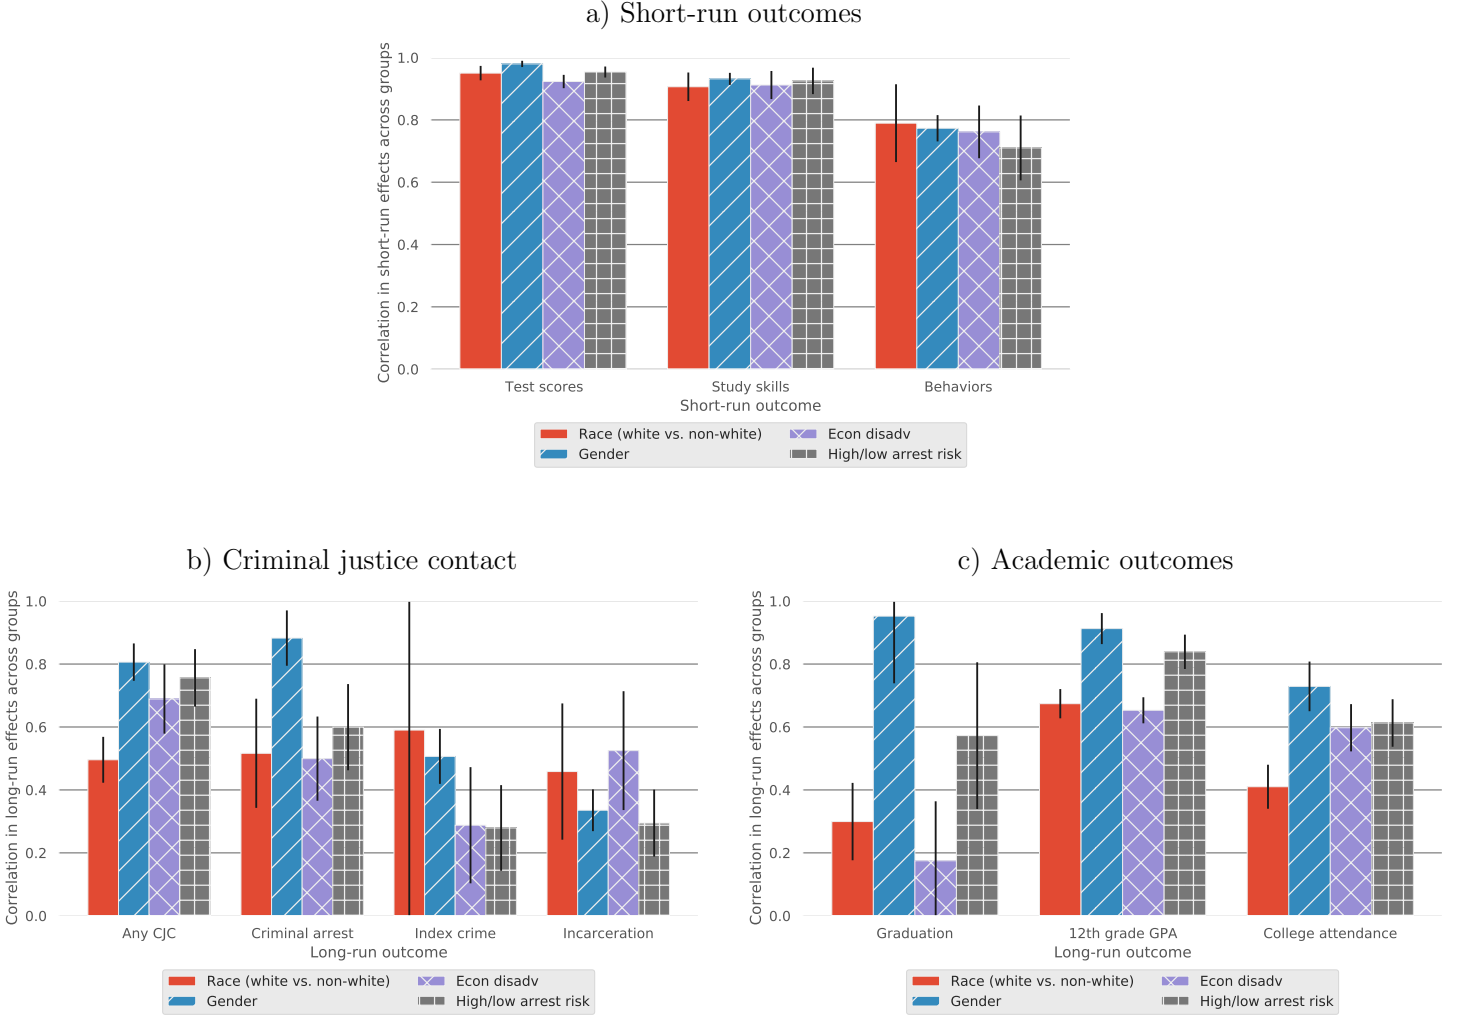 a) Short-run outcomes
Correlation in short-run effects across groups
1.0
0.8
0.6
0.4
0.2
0.0
Test scores
Study skills
Behaviors
Short-run outcome
Race (white vs. non-white)
Gender
Econ disadv
High/low arrest risk
b) Criminal justice contact
Correlation in long-run effects across groups
1.0
0.8
0.6
0.4
0.2
0.0
Any CJC
Criminal arrest
Index crime
Incarceration
Long-run outcome
Race (white vs. non-white)
Gender
Econ disadv
High/low arrest risk
c) Academic outcomes
Correlation in long-run effects across groups
1.0
0.8
0.6
0.4
0.2
0.0
Graduation
12th grade GPA
College attendance
Long-run outcome
Race (white vs. non-white)
Gender
Econ disadv
High/low arrest risk